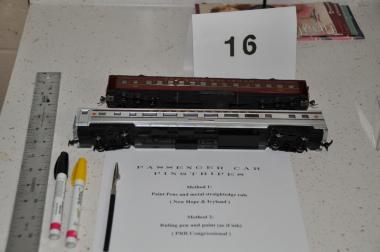 16
PASSENGER CAR
PINSTRIPES
Method 1:
Paint Pens and metal straightedge rule
( New Hope & Ivyland )
Method 2:
Ruling pen and paint (as if ink)
( PRR Congressional )